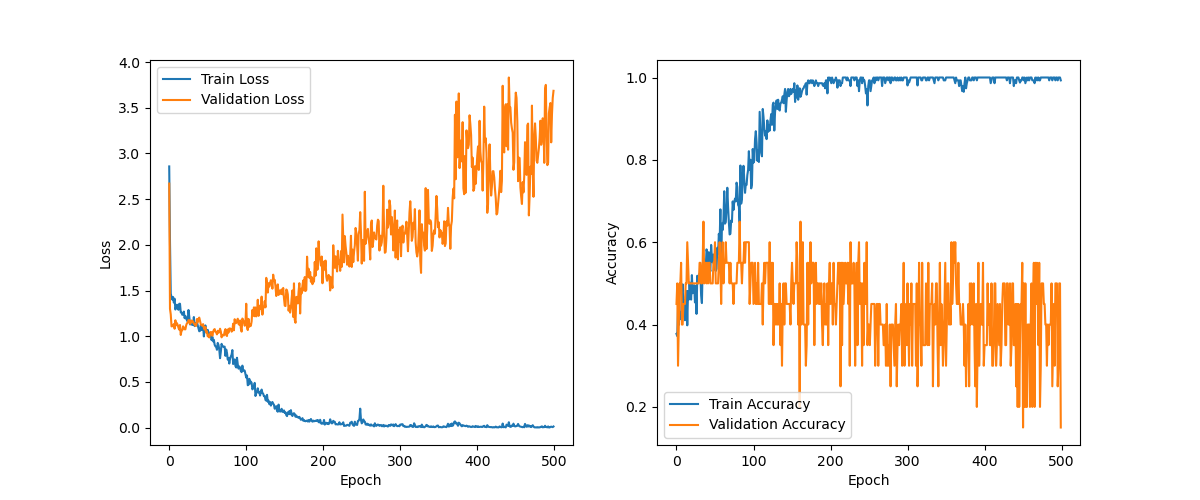 4.0
3.5
3.0
2.5
2.0
1.5
1.0
0.5
0.0
Loss
Train Loss
Validation Loss
0 100 200 300 400 500
Epoch
1.0
0.8
0.6
0.4
0.2
Accuracy
Train Accuracy
Validation Accuracy
0 100 200 300 400 500
Epoch